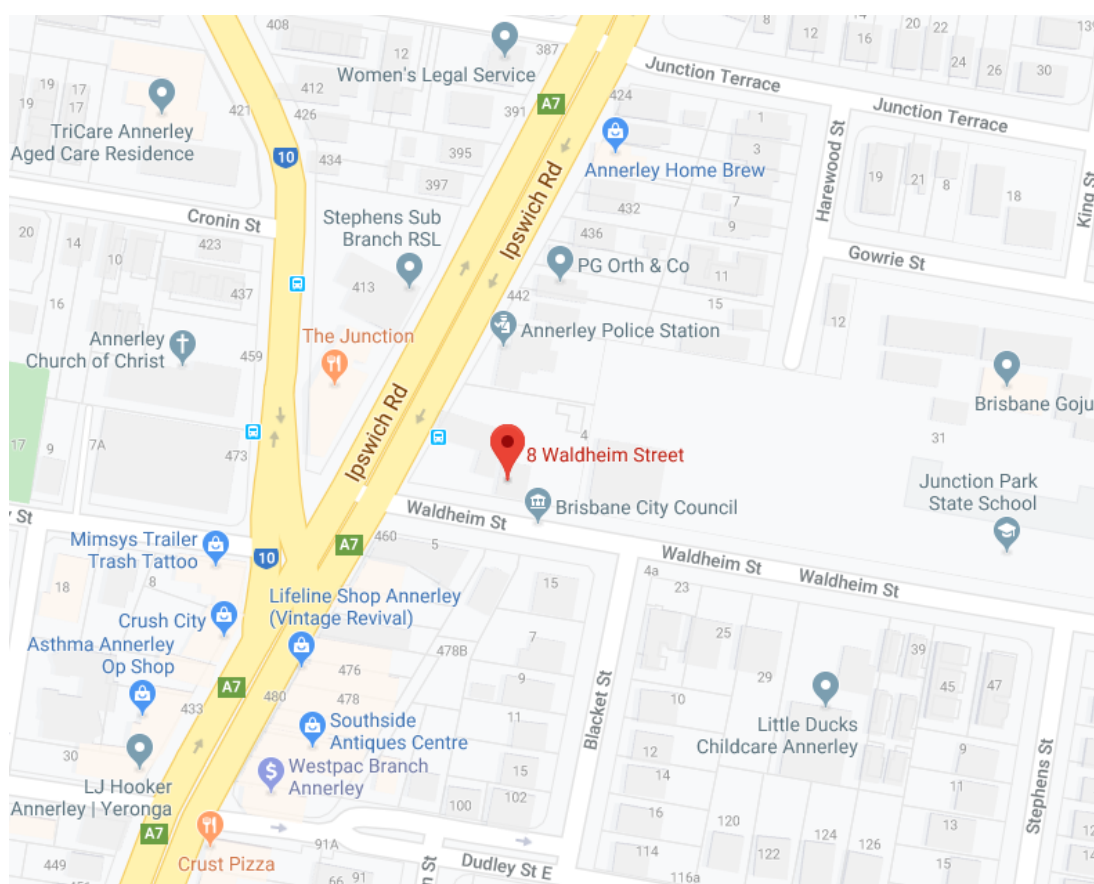 408
12
387
Women's Legal Service
8
12
16
20
22
24
26
30
139
Junction Terrace
Junction Terrace
19
17
19
17
421
TriCare Annerley
Aged Care Residence
412
426
434
10
391
A7
424
1
3
395
397
Annerley Home Brew
Harewood St
19
21
8
18
King St
Cronin St
Ipswich Rd
432
7
9
20
14
10
423
437
16
Stephens Sub
Branch RSL
413
436
PG Orth & Co
11
15
442
Gowrie St
12
Annerley Police Station
The Junction
Annerley
Church of Christ
459
Brisbane Goju
Ipswich Rd
17
9
7A
473
4
31
8 Waldheim Street
Junction Park
State School
Brisbane City Council
Waldheim St
y St
Mimsys Trailer
Trash Tattoo
10
A7
460
5
Waldheim St
Waldheim St
18
8
15
4a
23
Crush City
Lifeline Shop Annerley
(Vintage Revival)
Asthma Annerley
Op Shop
7
478B
25
39
29
45
47
A7
476
480
478
9
10
433
Blacket St
11
Southside
Antiques Centre
Little Ducks
Childcare Annerley
30
12
9
Westpac Branch
Annerley
15
14
11
LJ Hooker
Annerley | Yeronga
100
102
16
Stephens St
A7
120
124
13
91A
Crust Pizza
449
Dudley St E
114
122
126
15
66
91
n St
116a